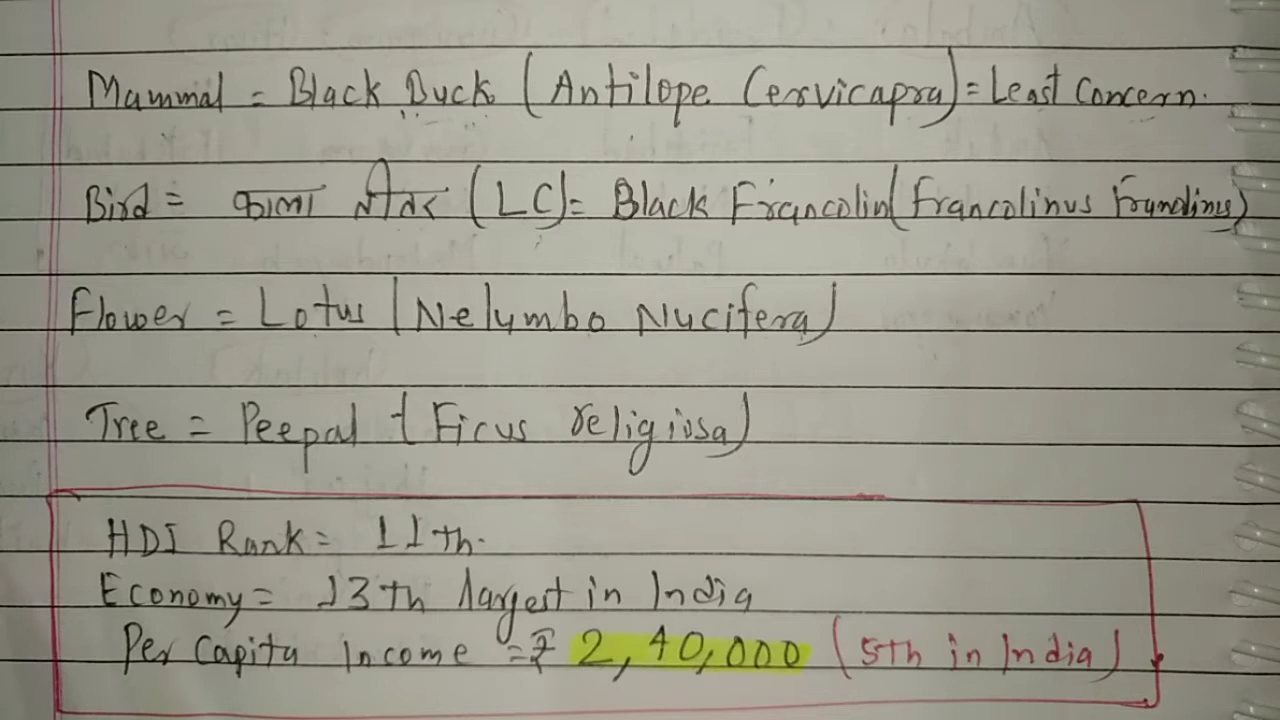 Mammal = Black Buck (Antilope Cervicapra) = Least Concern.
Bird = काला तीतर (LC) = Black Francolin (Francolinus Francolinus)
Flower = Lotus (Nelumbo Nucifera)
Tree = Peepal (Ficus religiosa)
HDI Rank = 11th.
Economy = 13th largest in India
Per Capita Income = ₹ 2,40,000 (5th in India)